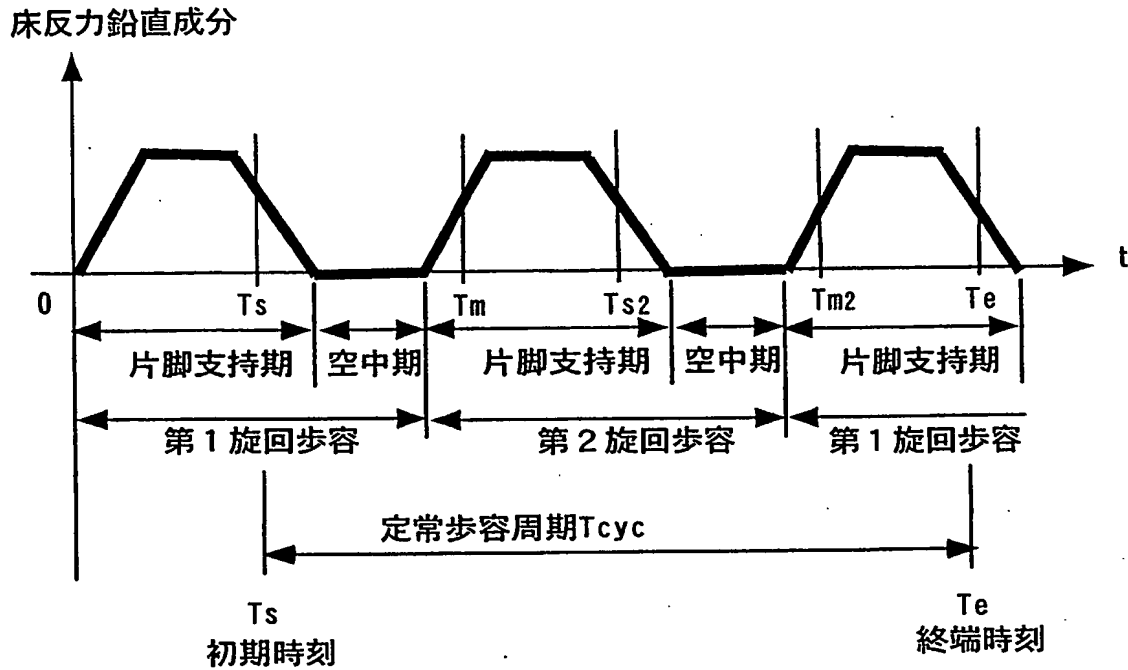 床反力鉛直成分
t
0 Ts Tm Ts2 Tm2 Te
片脚支持期 空中期 片脚支持期 空中期 片脚支持期
第1旋回歩容 第2旋回歩容 第1旋回歩容
定常歩容周期Tcyc
Ts Te
初期時刻 終端時刻